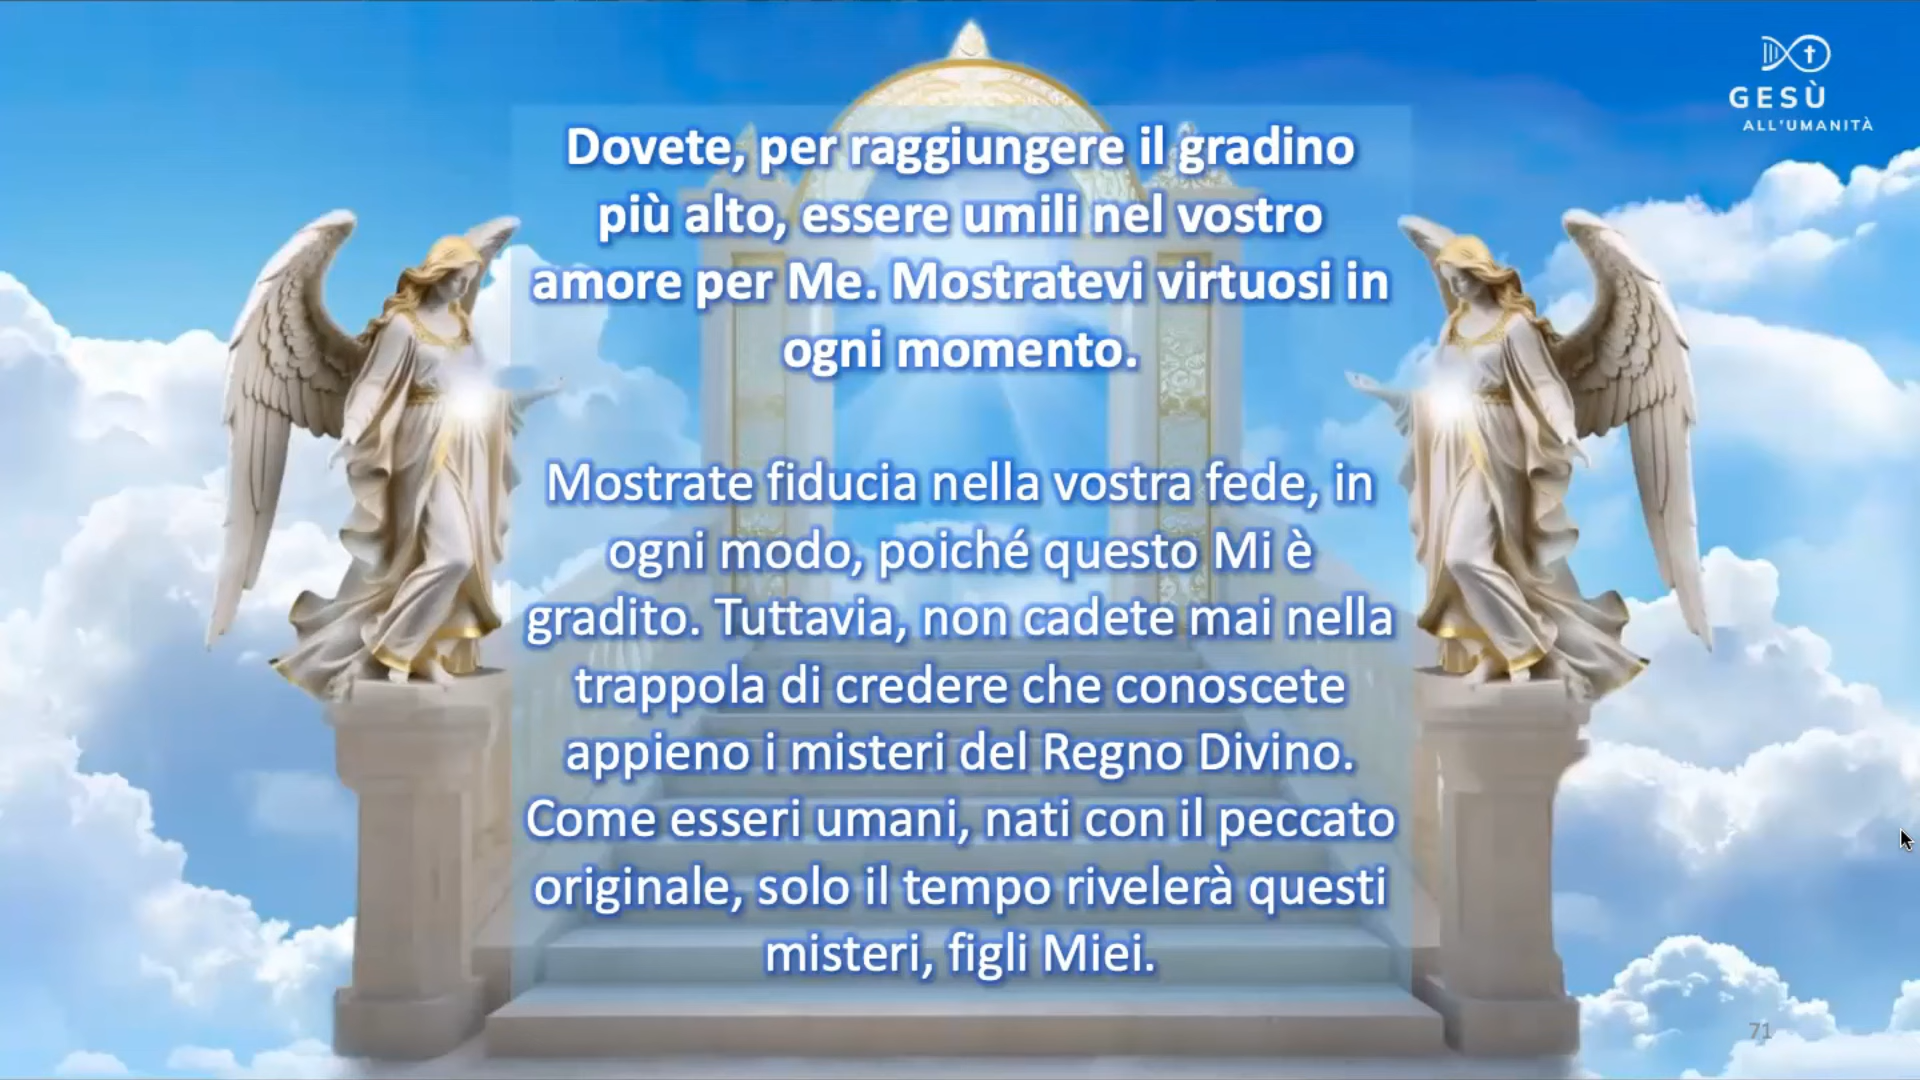 GESÙ
ALL'UMANITÀ
Dovete, per raggiungere il gradino
più alto, essere umili nel vostro
amore per Me. Mostratevi virtuosi in
ogni momento.
Mostrate fiducia nella vostra fede, in
ogni modo, poiché questo Mi è
gradito. Tuttavia, non cadete mai nella
trappola di credere che conoscete
appieno i misteri del Regno Divino.
Come esseri umani, nati con il peccato
originale, solo il tempo rivelerà questi
misteri, figli Miei.
71